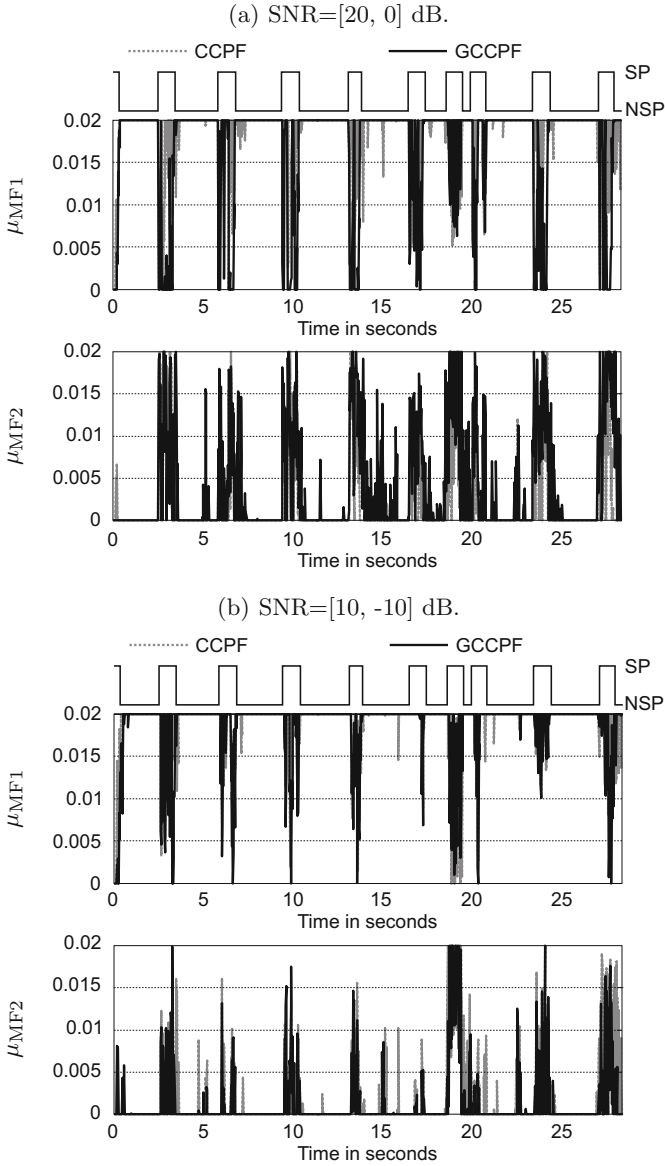 (a) SNR=[20, 0] dB.
CCPF GCCPF
SP
NSP
0.02
0.015
0.01
0.005
0
μMF1
0 5 10 15 20 25
Time in seconds
0.02
0.015
0.01
0.005
0
μMF2
0 5 10 15 20 25
Time in seconds
(b) SNR=[10, -10] dB.
CCPF GCCPF
SP
NSP
0.02
0.015
0.01
0.005
0
μMF1
0 5 10 15 20 25
Time in seconds
0.02
0.015
0.01
0.005
0
μMF2
0 5 10 15 20 25
Time in seconds